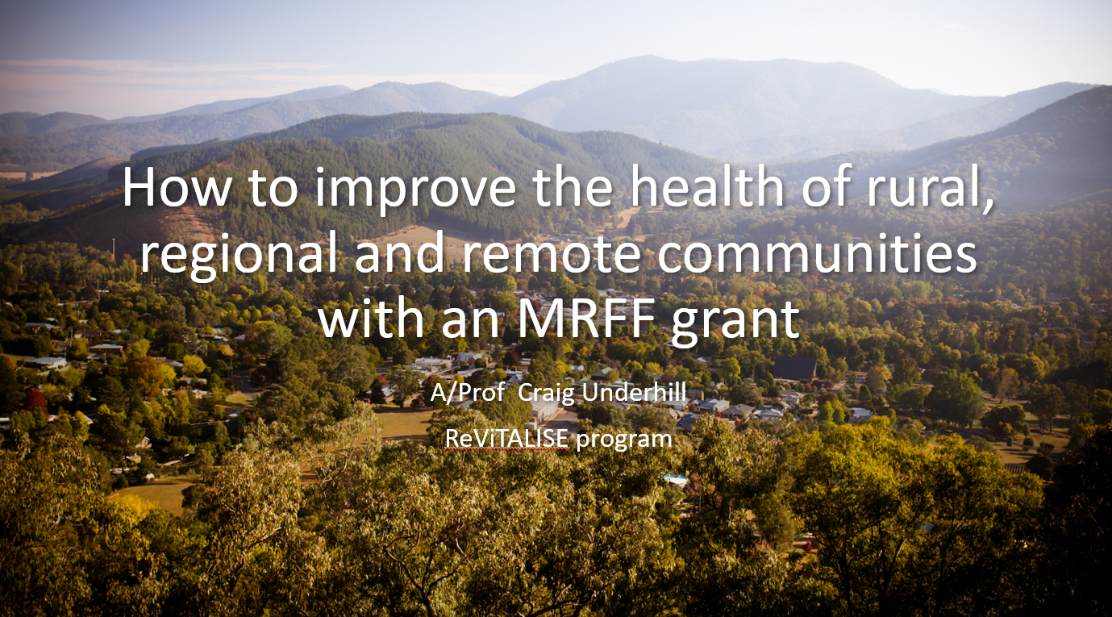 How to improve the health of rural,
regional and remote communities
with an MRFF grant
A/Prof  Craig Underhill
ReViTALISE program